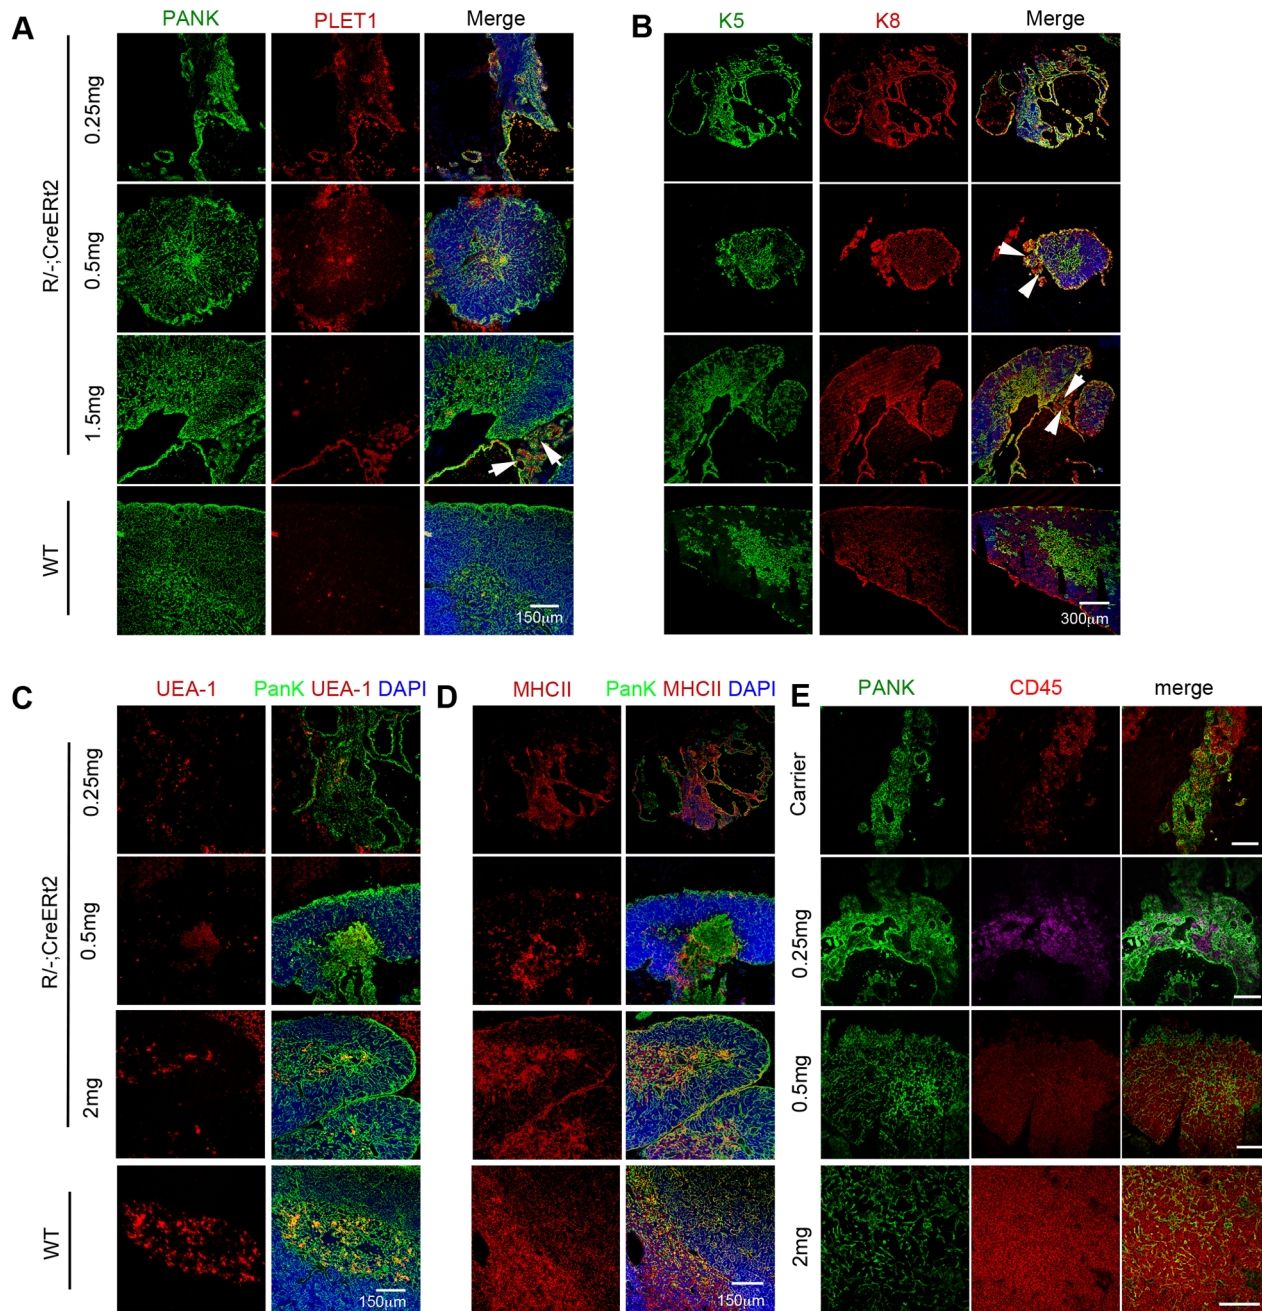 A
PANK PLET1 Merge
R/-;CreERt2
0.25mg
0.5mg
1.5mg
WT
150µm
B
K5 K8 Merge
300µm
C
UEA-1 PanK UEA-1 DAPI
R/-;CreERt2
0.25mg
0.5mg
2mg
WT
150µm
D
MHCII PanK MHCII DAPI
150µm
E
PANK CD45 merge
Carrier
0.25mg
0.5mg
2mg